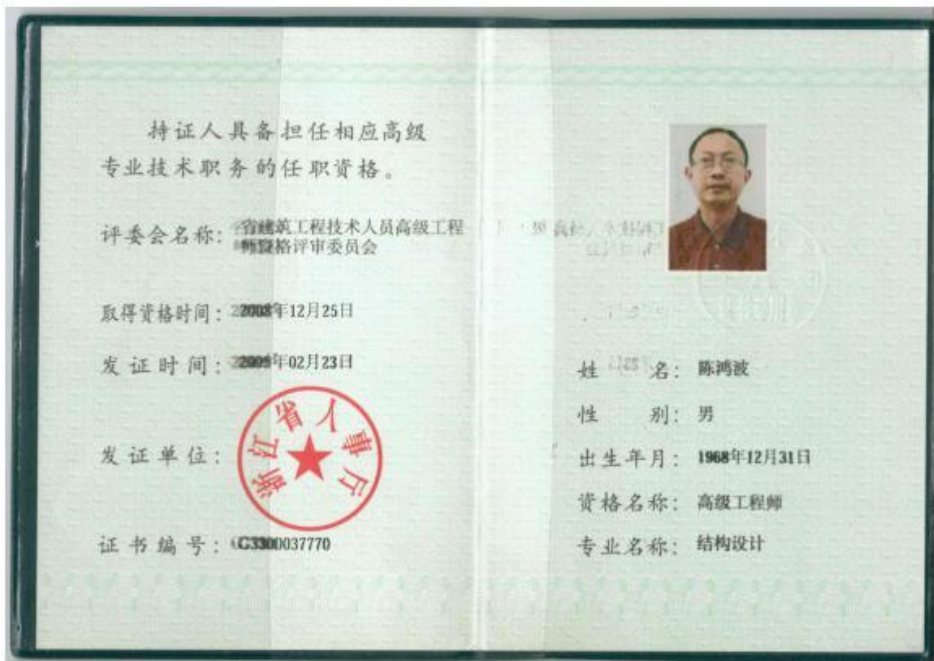 持证人具备担任相应高级
专业技术职务的任职资格。
评委会名称：省建筑工程技术人员高级工程
师资格评审委员会
取得资格时间：2008年12月25日
发证时间：2009年02月23日
发证单位：
浙江省人事厅
证书编号：G3300037770
姓名：陈鸿波
性别：男
出生年月：1968年12月31日
资格名称：高级工程师
专业名称：结构设计